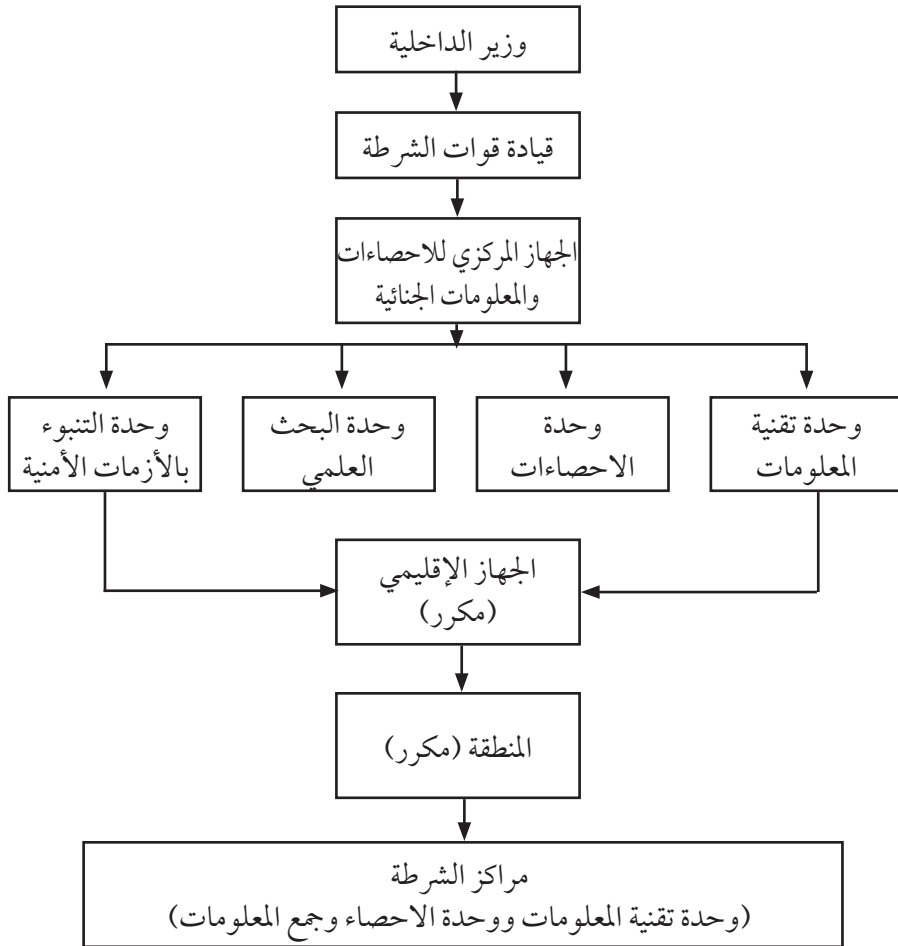 وزير الداخلية
قيادة قوات الشرطة
الجهاز المركزي للاحصاءات
والمعلومات الجنائية
وحدة تقنية
المعلومات
وحدة
الاحصاءات
وحدة البحث
العلمي
وحدة التنبوء
بالأزمات الأمنية
الجهاز الإقليمي
(مكرر)
المنطقة (مكرر)
مراكز الشرطة
(وحدة تقنية المعلومات ووحدة الاحصاء وجمع المعلومات)